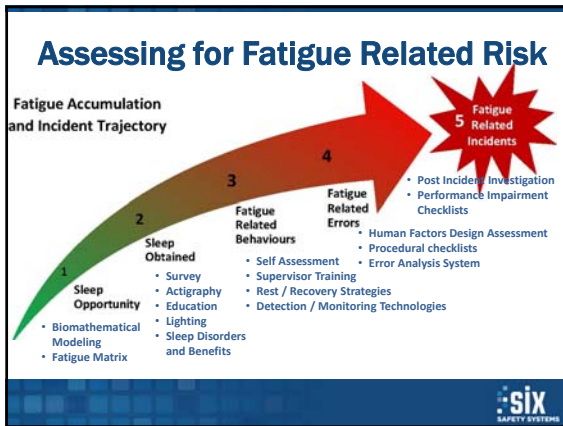 Assessing for Fatigue Related Risk
Fatigue Accumulation
and Incident Trajectory
1
Sleep
Opportunity
• Biomathematical
Modeling
• Fatigue Matrix
2
Sleep
Obtained
• Survey
• Actigraphy
• Education
• Lighting
• Sleep Disorders
and Benefits
3
Fatigue
Related
Behaviours
• Self Assessment
• Supervisor Training
• Rest / Recovery Strategies
• Detection / Monitoring Technologies
4
Fatigue
Related
Errors
• Human Factors Design Assessment
• Procedural checklists
• Error Analysis System
5 Fatigue
Related
Incidents
• Post Incident Investigation
• Performance Impairment
Checklists
six
SAFETY SYSTEMS